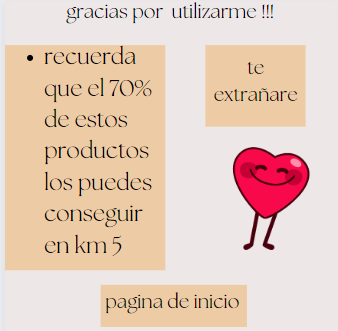 gracias por utilizarme !!!
• recuerda
que el 70%
de estos
productos
los puedes
conseguir
en km 5
te
extrañare
pagina de inicio